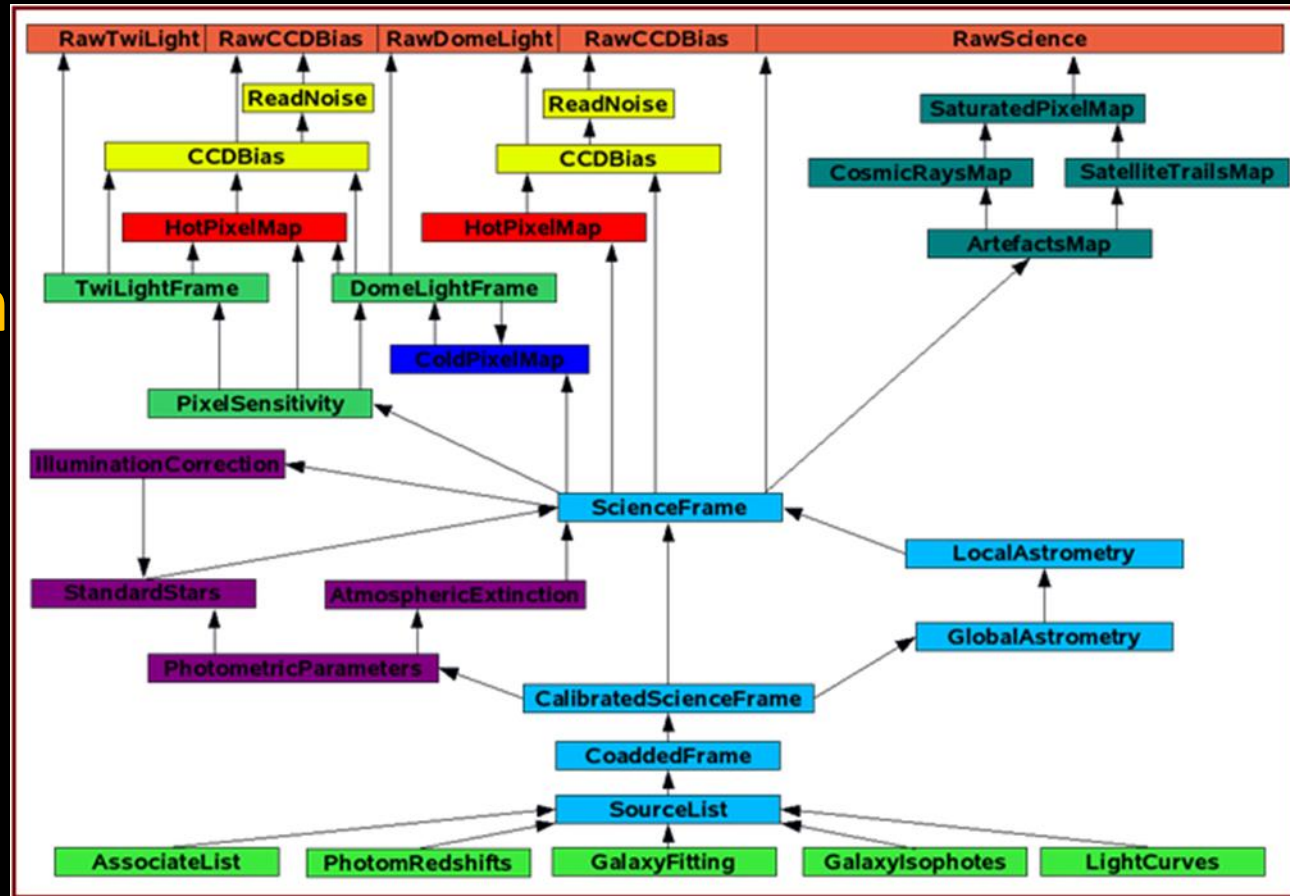 RawTwiLight RawCCDBias RawDomeLight RawCCDBias RawScience
ReadNoise ReadNoise SaturatedPixelMap
CCDBias CCDBias CosmicRaysMap SatelliteTrailsMap
HotPixelMap HotPixelMap ArtefactsMap
TwiLightFrame DomeLightFrame
ColdPixelMap
PixelSensitivity
IlluminationCorrection
ScienceFrame
LocalAstrometry
StandardStars AtmosphericExtinction
GlobalAstrometry
PhotometricParameters
CalibratedScienceFrame
CoaddedFrame
SourceList
AssociateList PhotomRedshifts GalaxyFitting GalaxyIsophotes LightCurves